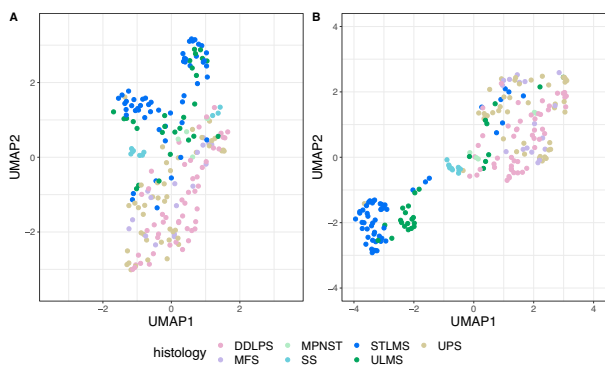 A
B
2
0
−2
UMAP2
−2
0
2
UMAP1
4
2
0
−2
−4
UMAP2
−4
−2
0
2
4
UMAP1
histology
DDLPS
MPNST
STLMS
UPS
MFS
SS
ULMS